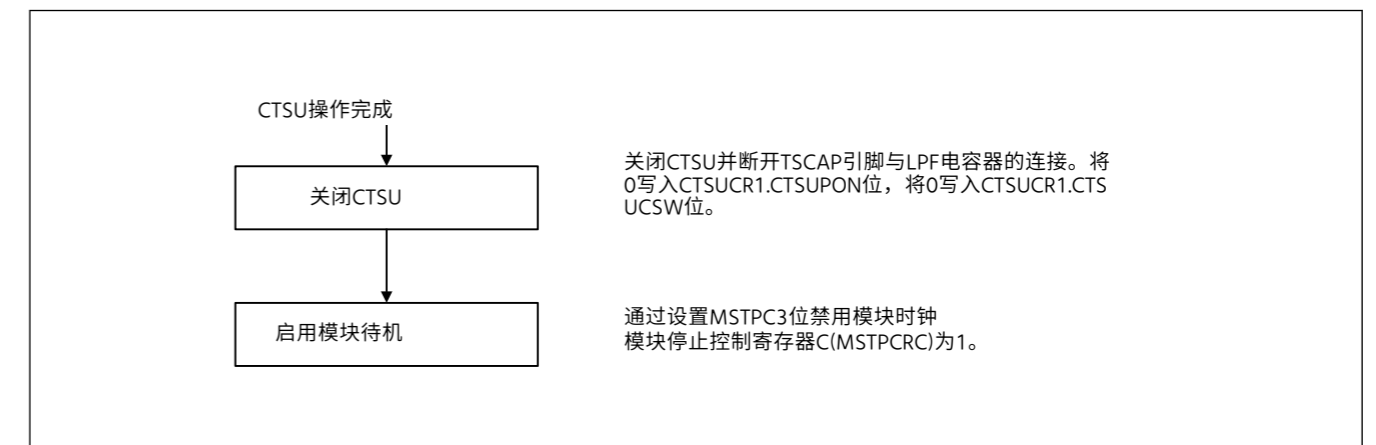 CTSU操作完成
关闭CTSU
关闭CTSU并断开TSCAP引脚与LPF电容器的连接。将
0写入CTSUCR1.CTSUPON位，将0写入CTSUCR1.CTS
UCSW位。
启用模块待机
通过设置MSTPC3位禁用模块时钟
模块停止控制寄存器C(MSTPCRC)为1。